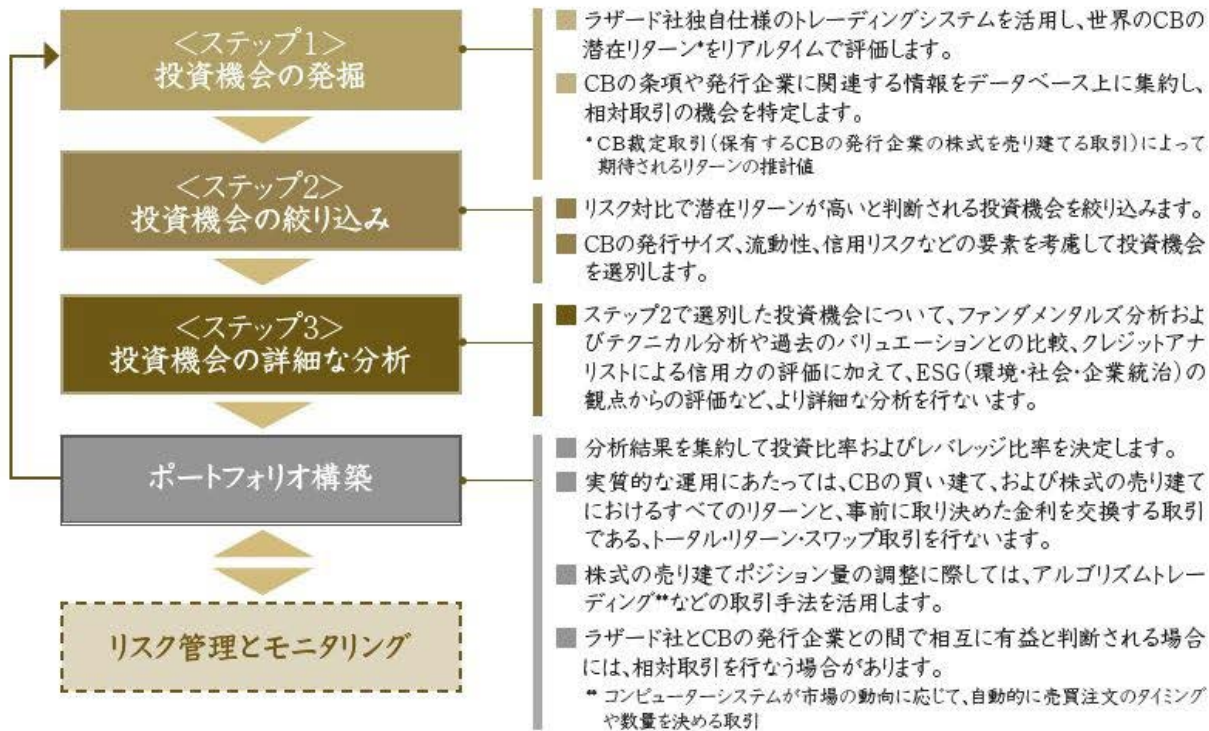 ＜ステップ1＞
投資機会の発掘
■ ラザード社独自仕様のトレーディングシステムを活用し、世界のCBの
潜在リターン*をリアルタイムで評価します。
■ CBの条項や発行企業に関連する情報をデータベース上に集約し、
相対取引の機会を特定します。
* CB裁定取引（保有するCBの発行企業の株式を売り建てる取引）によって
期待されるリターンの推計値
＜ステップ2＞
投資機会の絞り込み
■ リスク対比で潜在リターンが高いと判断される投資機会を絞り込みます。
■ CBの発行サイズ、流動性、信用リスクなどの要素を考慮して投資機会
を選別します。
＜ステップ3＞
投資機会の詳細な分析
■ ステップ2で選別した投資機会について、ファンダメンタルズ分析およ
びテクニカル分析や過去のバリュエーションとの比較、クレジットアナ
リストによる信用力の評価に加えて、ESG（環境・社会・企業統治）の
観点からの評価など、より詳細な分析を行ないます。
ポートフォリオ構築
■ 分析結果を集約して投資比率およびレバレッジ比率を決定します。
■ 実質的な運用にあたっては、CBの買い建て、および株式の売り建て
におけるすべてのリターンと、事前に取り決めた金利を交換する取引
である、トータル・リターン・スワップ取引を行ないます。
■ 株式の売り建てポジション量の調整に際しては、アルゴリズムトレー
ディング**などの取引手法を活用します。
■ ラザード社とCBの発行企業との間で相互に有益と判断される場合
には、相対取引を行なう場合があります。
** コンピューターシステムが市場の動向に応じて、自動的に売買注文のタイミング
や数量を決める取引
リスク管理とモニタリング